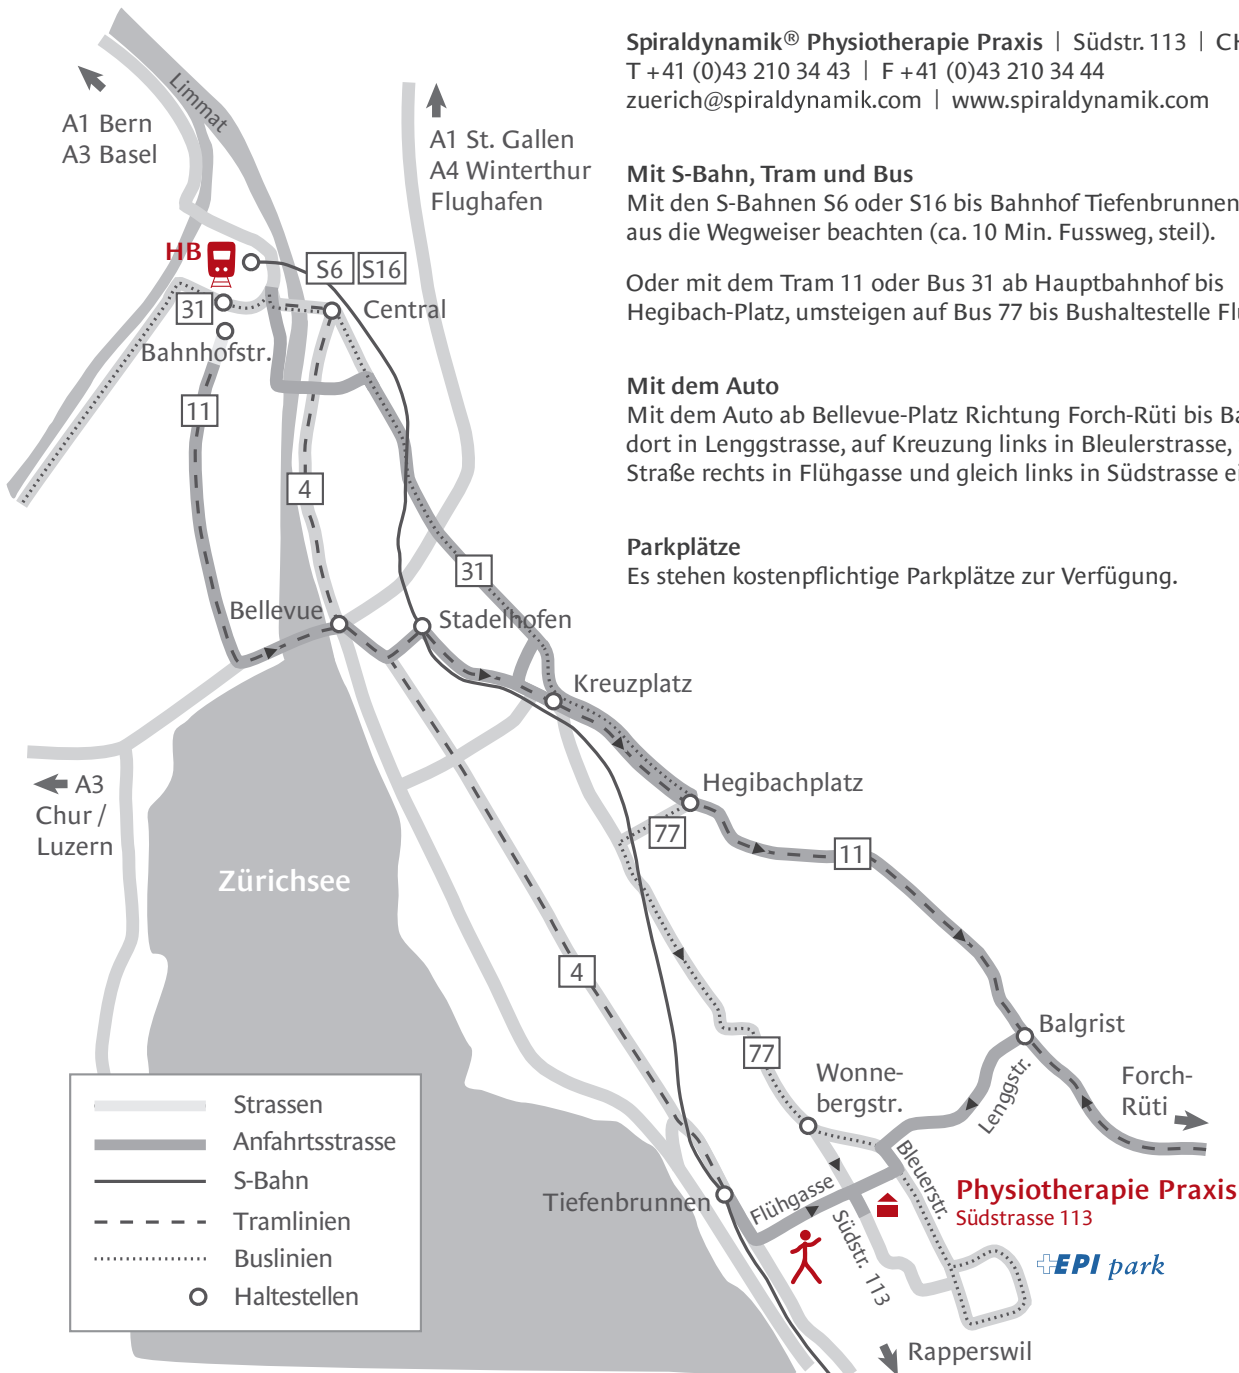 Spiraldynamik® Physiotherapie Praxis | Südstr. 113 | CH
T +41 (0)43 210 34 43 | F +41 (0)43 210 34 44
zuerich@spiraldynamik.com | www.spiraldynamik.com
Mit S-Bahn, Tram und Bus
Mit den S-Bahnen S6 oder S16 bis Bahnhof Tiefenbrunnen
aus die Wegweiser beachten (ca. 10 Min. Fussweg, steil).
Oder mit dem Tram 11 oder Bus 31 ab Hauptbahnhof bis
Hegibach-Platz, umsteigen auf Bus 77 bis Bushaltestelle
Mit dem Auto
Mit dem Auto ab Bellevue-Platz Richtung Forch-Rüti bis
dort in Lenggstrasse, auf Kreuzung links in Bleulerstrasse,
Straße rechts in Flühgasse und gleich links in Südstrasse
Parkplätze
Es stehen kostenpflichtige Parkplätze zur Verfügung.
Limmat
A1 Bern
A3 Basel
A1 St. Gallen
A4 Winterthur
Flughafen
HB
S6 S16
31
Central
Bahnhofstr.
11
4
31
Bellevue
Stadelhofen
Kreuzplatz
A3
Chur /
Luzern
Hegibachplatz
77
11
Zürichsee
4
Balgrist
77
Wonne-
bergstr.
Lenggstr.
Forch-
Rüti
Strassen
Anfahrtsstrasse
S-Bahn
Tramlinien
Buslinien
Haltestellen
Tiefenbrunnen
Flühgasse
Bleuerstr.
Südstr. 113
Physiotherapie Praxis
Südstrasse 113
EPI park
Rapperswil